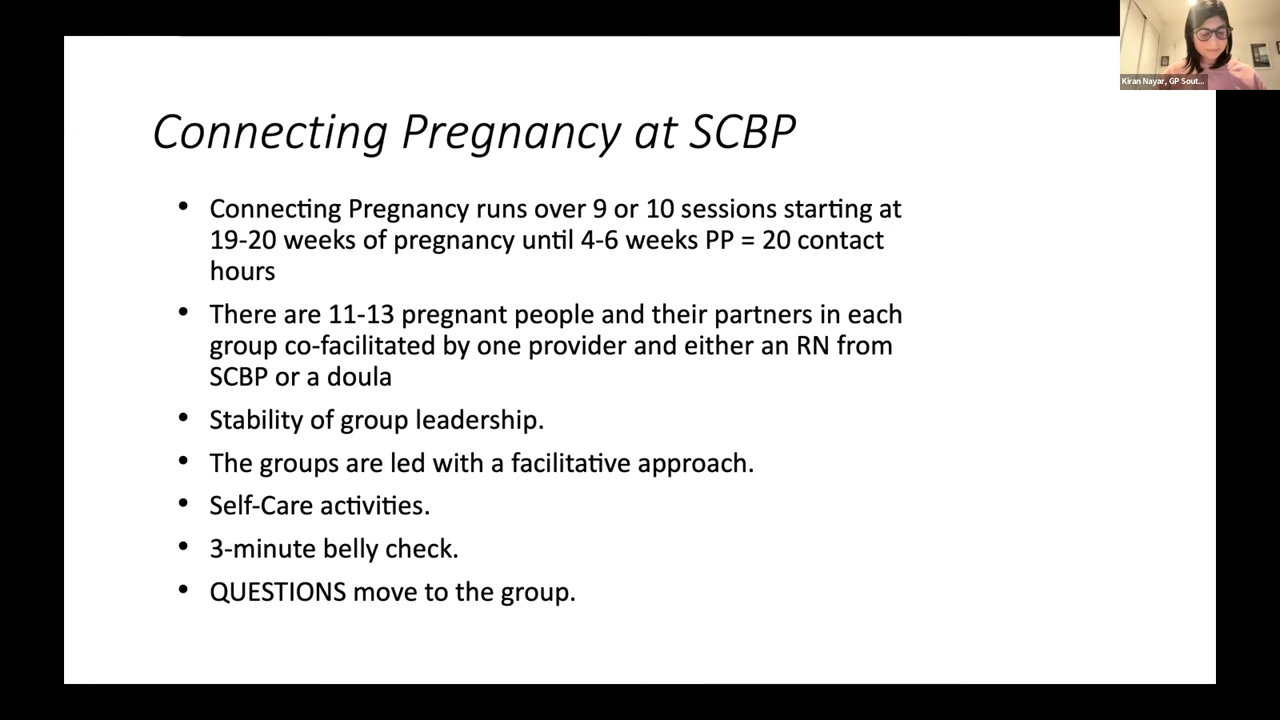 Kiran Nayar, GP Sout...
Connecting Pregnancy at SCBP
• Connecting Pregnancy runs over 9 or 10 sessions starting at
19-20 weeks of pregnancy until 4-6 weeks PP = 20 contact
hours
• There are 11-13 pregnant people and their partners in each
group co-facilitated by one provider and either an RN from
SCBP or a doula
• Stability of group leadership.
• The groups are led with a facilitative approach.
• Self-Care activities.
• 3-minute belly check.
• QUESTIONS move to the group.